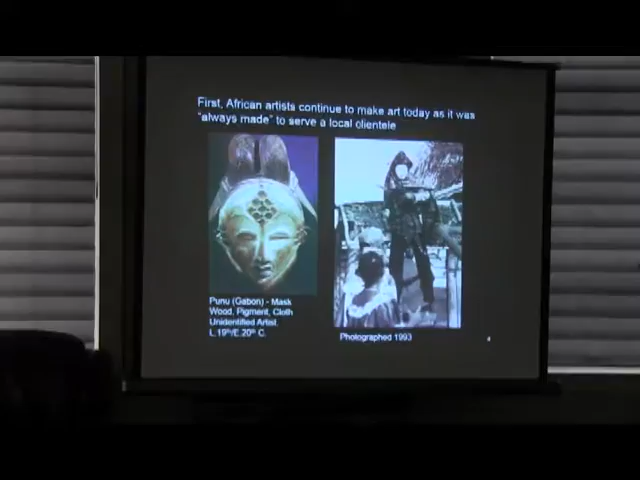 First, African artists continue to make art today as it was
"always made" to serve a local clientele
Punu (Gabon) - Mask
Wood, Pigment, Cloth
Unidentified Artist,
L.19th/E.20th C.
Photographed 1993
4